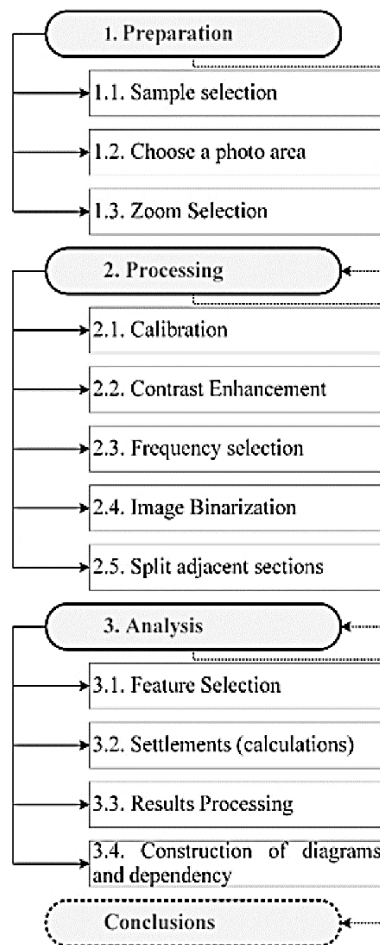 1. Preparation
1.1. Sample selection
1.2. Choose a photo area
1.3. Zoom Selection
2. Processing
2.1. Calibration
2.2. Contrast Enhancement
2.3. Frequency selection
2.4. Image Binarization
2.5. Split adjacent sections
3. Analysis
3.1. Feature Selection
3.2. Settlements (calculations)
3.3. Results Processing
3.4. Construction of diagrams
and dependency
Conclusions